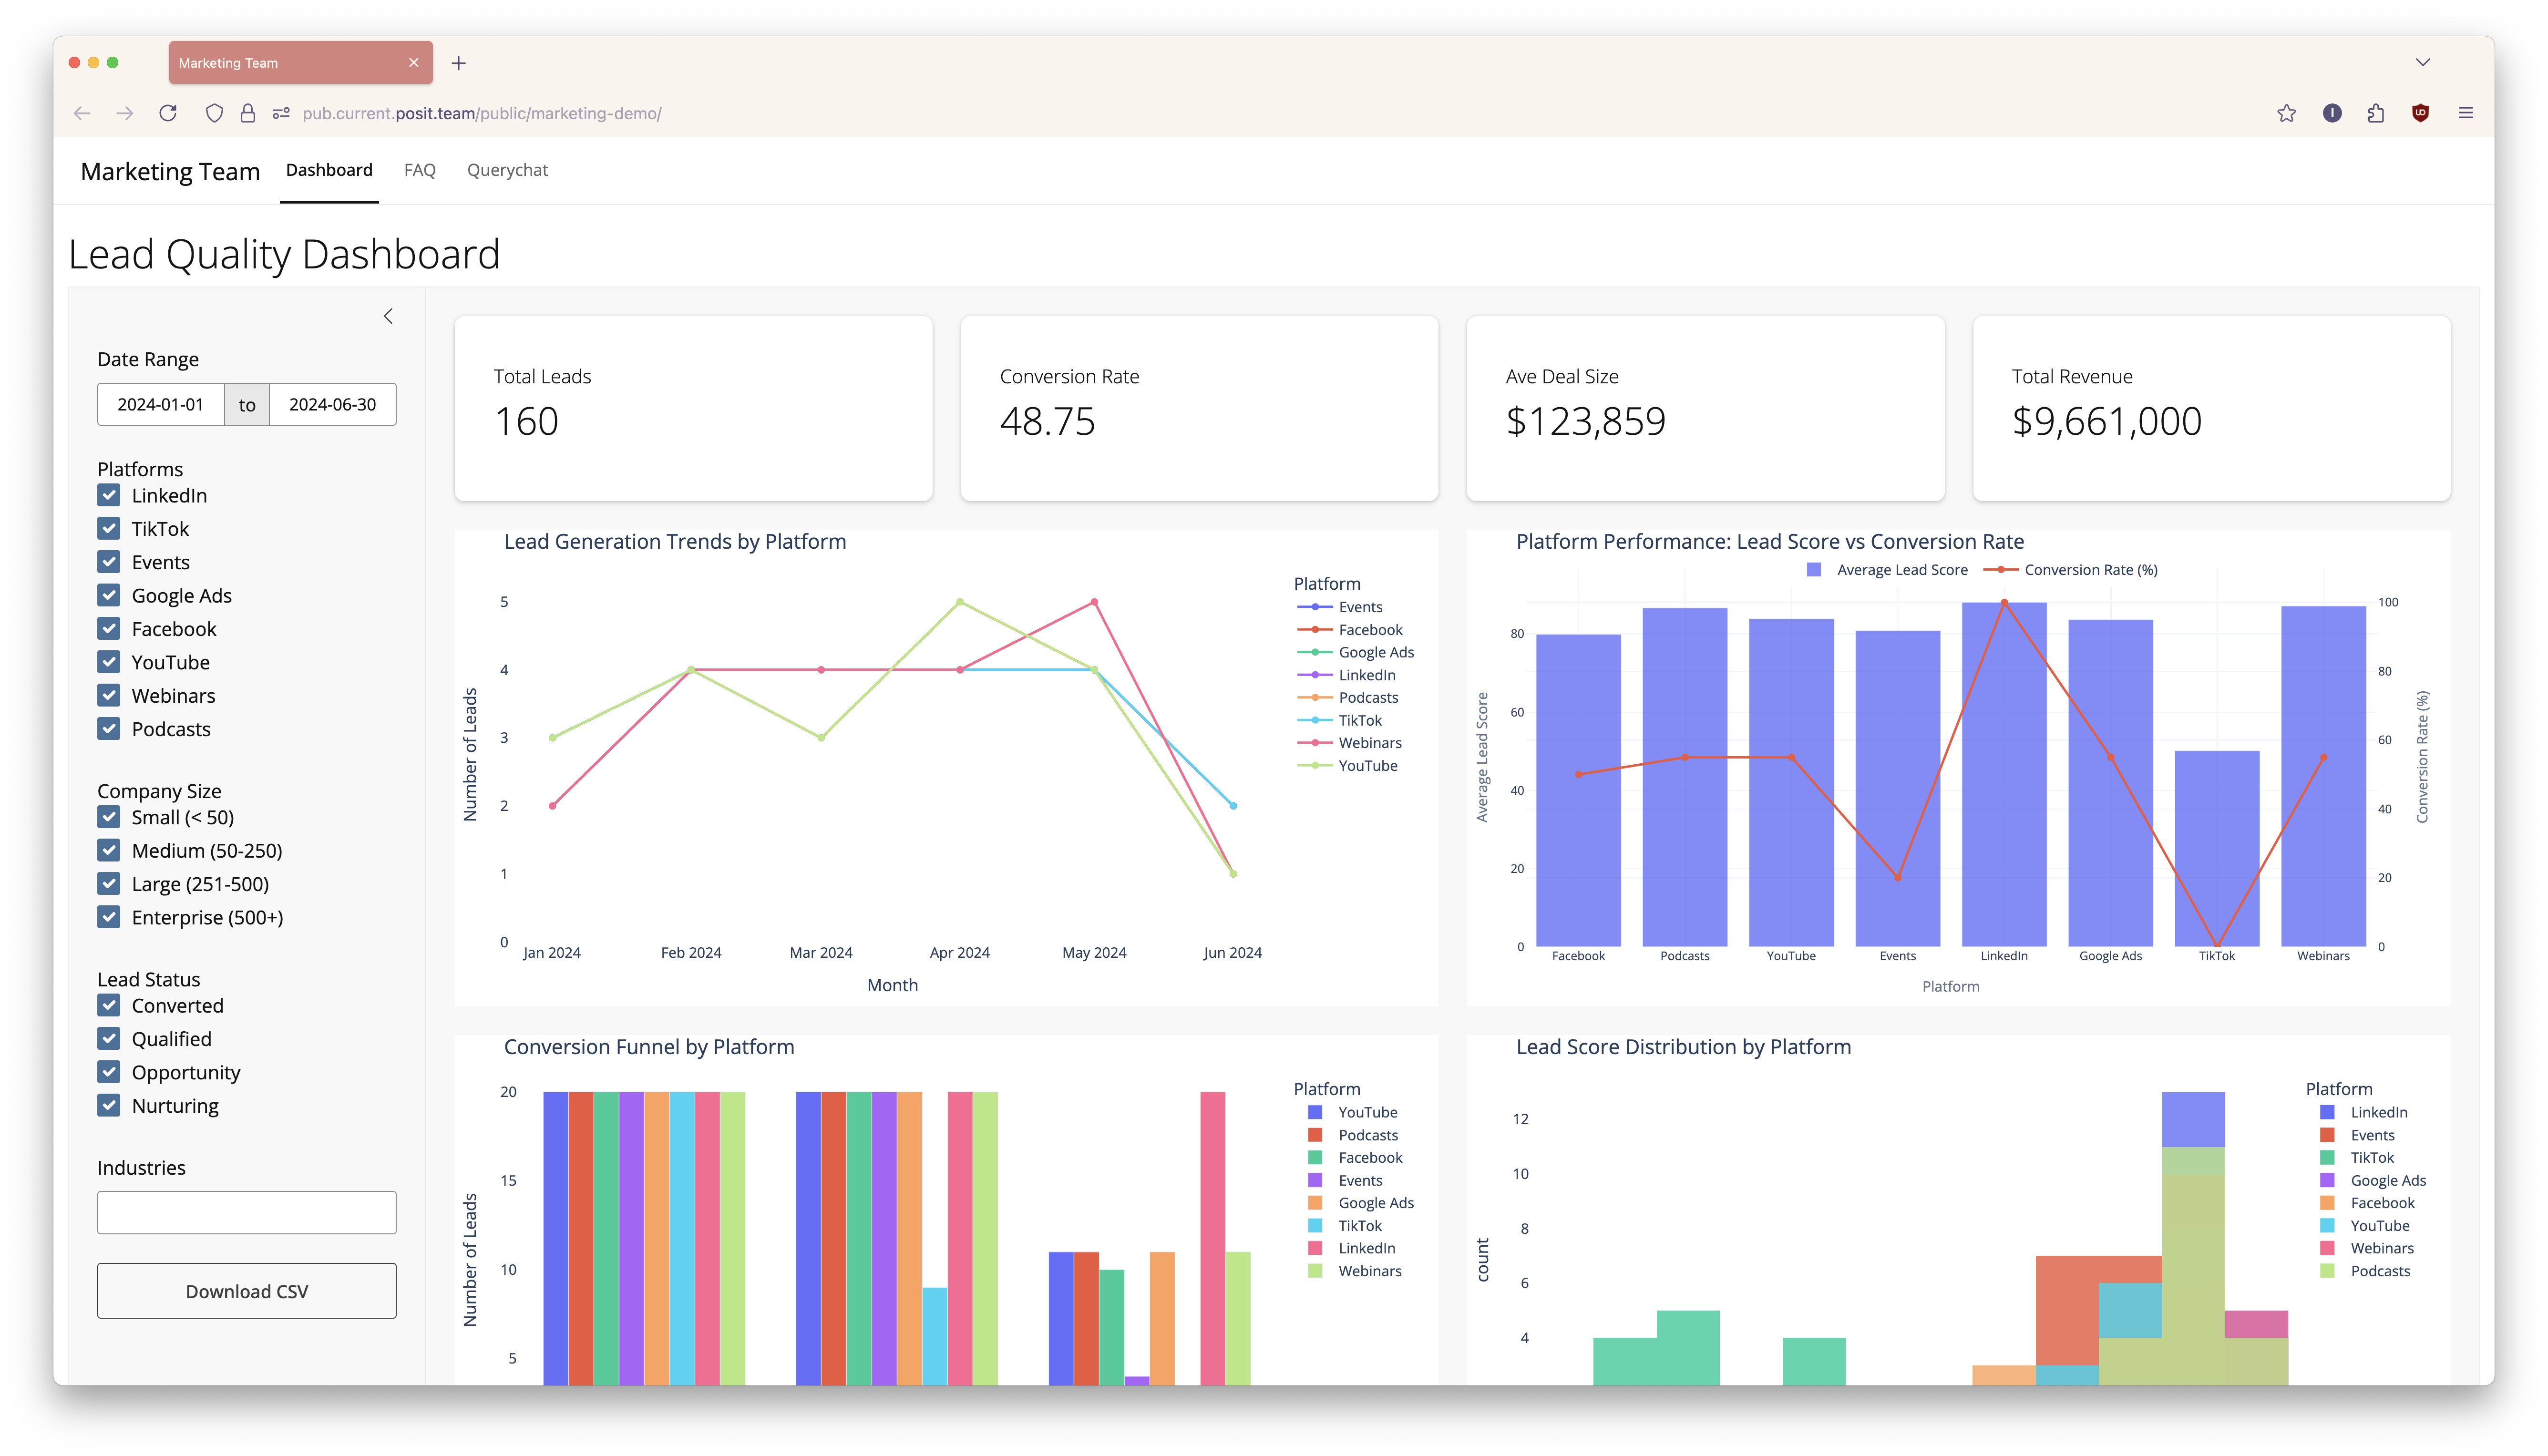 Marketing Team
pub.current.posit.team/public/marketing-demo/
Marketing Team
Dashboard
FAQ
Querychat
Lead Quality Dashboard
Date Range
2024-01-01 to 2024-06-30
Platforms
LinkedIn
TikTok
Events
Google Ads
Facebook
YouTube
Webinars
Podcasts
Company Size
Small (< 50)
Medium (50-250)
Large (251-500)
Enterprise (500+)
Lead Status
Converted
Qualified
Opportunity
Nurturing
Industries
Download CSV
Total Leads
160
Conversion Rate
48.75
Ave Deal Size
$123,859
Total Revenue
$9,661,000
Lead Generation Trends by Platform
Number of Leads
5
4
3
2
1
0
Jan 2024 Feb 2024 Mar 2024 Apr 2024 May 2024 Jun 2024
Month
Platform
Events
Facebook
Google Ads
LinkedIn
Podcasts
TikTok
Webinars
YouTube
Platform Performance: Lead Score vs Conversion Rate
Average Lead Score Conversion Rate (%)
Average Lead Score
80
60
40
20
0
100
80
60
40
20
0
Conversion Rate (%)
Facebook Podcasts YouTube Events LinkedIn Google Ads TikTok Webinars
Platform
Conversion Funnel by Platform
Number of Leads
20
15
10
5
Platform
YouTube
Podcasts
Facebook
Events
Google Ads
TikTok
LinkedIn
Webinars
Lead Score Distribution by Platform
count
12
10
8
6
4
Platform
LinkedIn
Events
TikTok
Google Ads
Facebook
YouTube
Webinars
Podcasts